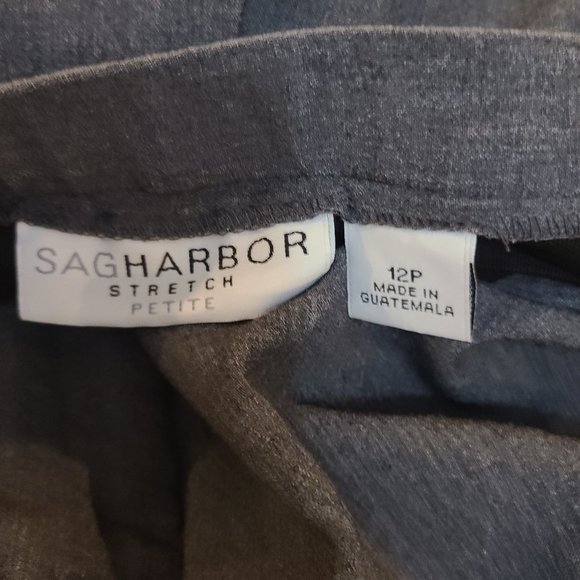 SAGHARBOR
STRETCH
PETITE
12P
MADE IN
GUATEMALA